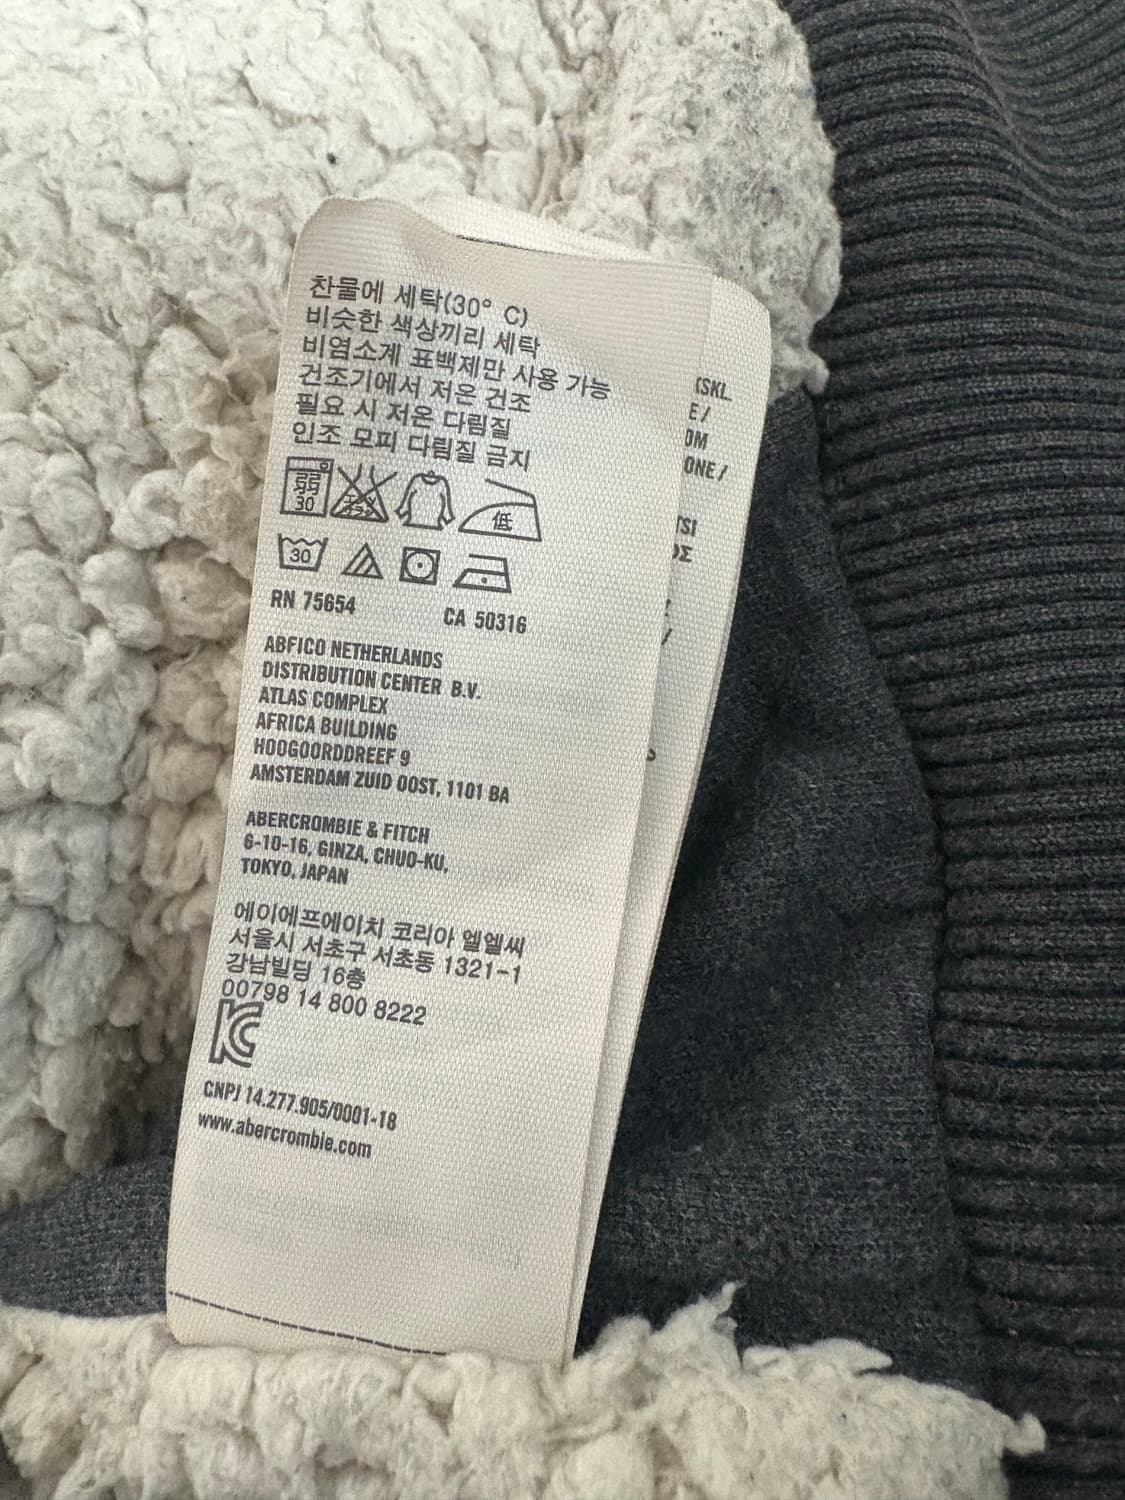 찬물에 세탁(30° C)
비슷한 색상끼리 세탁
비염소계 표백제만 사용 가능
건조기에서 저온 건조
필요 시 저온 다림질
인조 모피 다림질 금지
弱
30
低
30
RN 75654 CA 50316
ABFICO NETHERLANDS
DISTRIBUTION CENTER B.V.
ATLAS COMPLEX
AFRICA BUILDING
HOOGOORDDREEF 9
AMSTERDAM ZUID OOST, 1101 BA
ABERCROMBIE & FITCH
6-10-16, GINZA, CHUO-KU,
TOKYO, JAPAN
에이에프에이치 코리아 엘엘씨
서울시 서초구 서초동 1321-1
강남빌딩 16층
00798 14 800 8222
KC
CNPJ 14.277.905/0001-18
www.abercrombie.com
E /
OM
ONE /